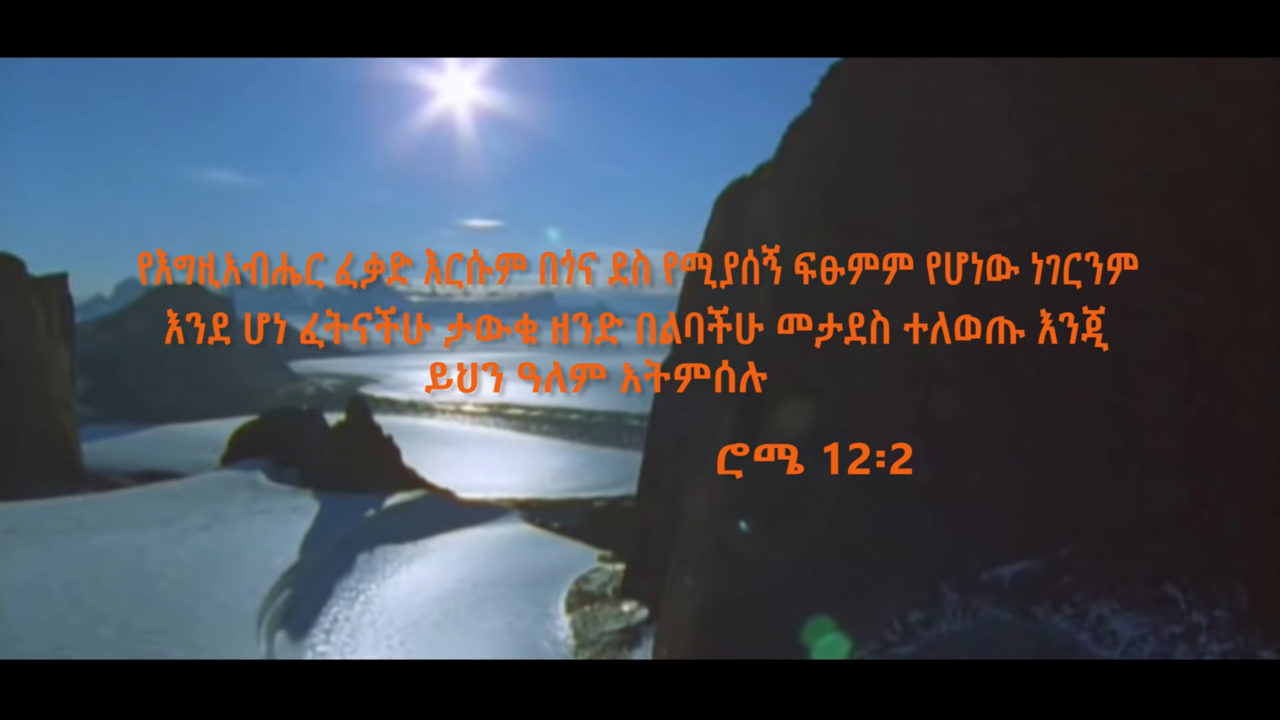 የእግዚአብሔር ፈቃድ እርሱም በጎና ደስ የሚያሰኝ ፍፁምም የሆነው ነገርንም
እንደ ሆነ ፈትናችሁ ታውቁ ዘንድ በልባችሁ መታደስ ተለወጡ እንጂ
ይህን ዓለም አትምሰሉ
ሮሜ 12፡2